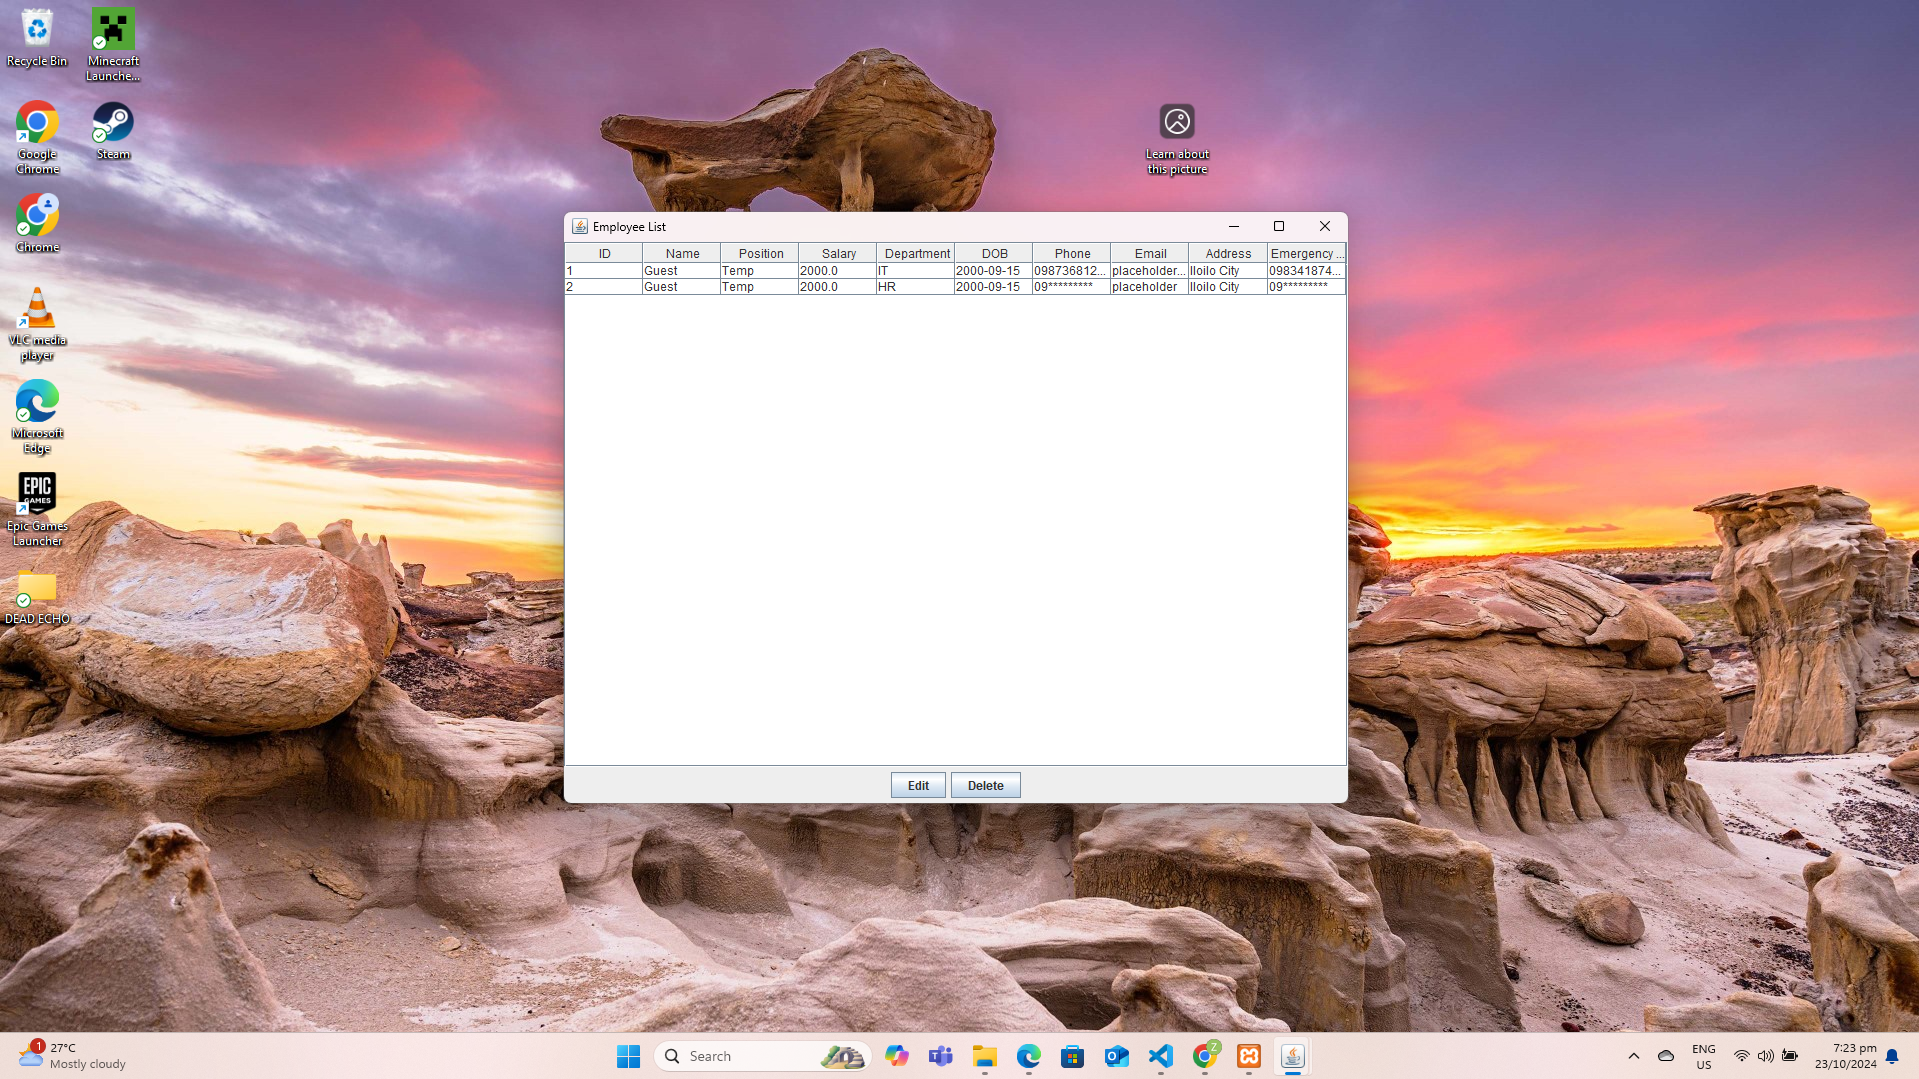 Recycle Bin
Minecraft
Launche...
Google
Chrome
Steam
Chrome
VLC media
player
Microsoft
Edge
EPIC
GAMES
Epic Games
Launcher
DEAD ECHO
Learn about
this picture
Employee List
ID Name Position Salary Department DOB Phone Email Address Emergency ...
1 Guest Temp 2000.0 IT 2000-09-15 098736812... placeholder... Iloilo City 098341874...
2 Guest Temp 2000.0 HR 2000-09-15 09********* placeholder Iloilo City 09*********
Edit Delete
1
27°C
Mostly cloudy
Search
Z
ENG
US
7:23 pm
23/10/2024